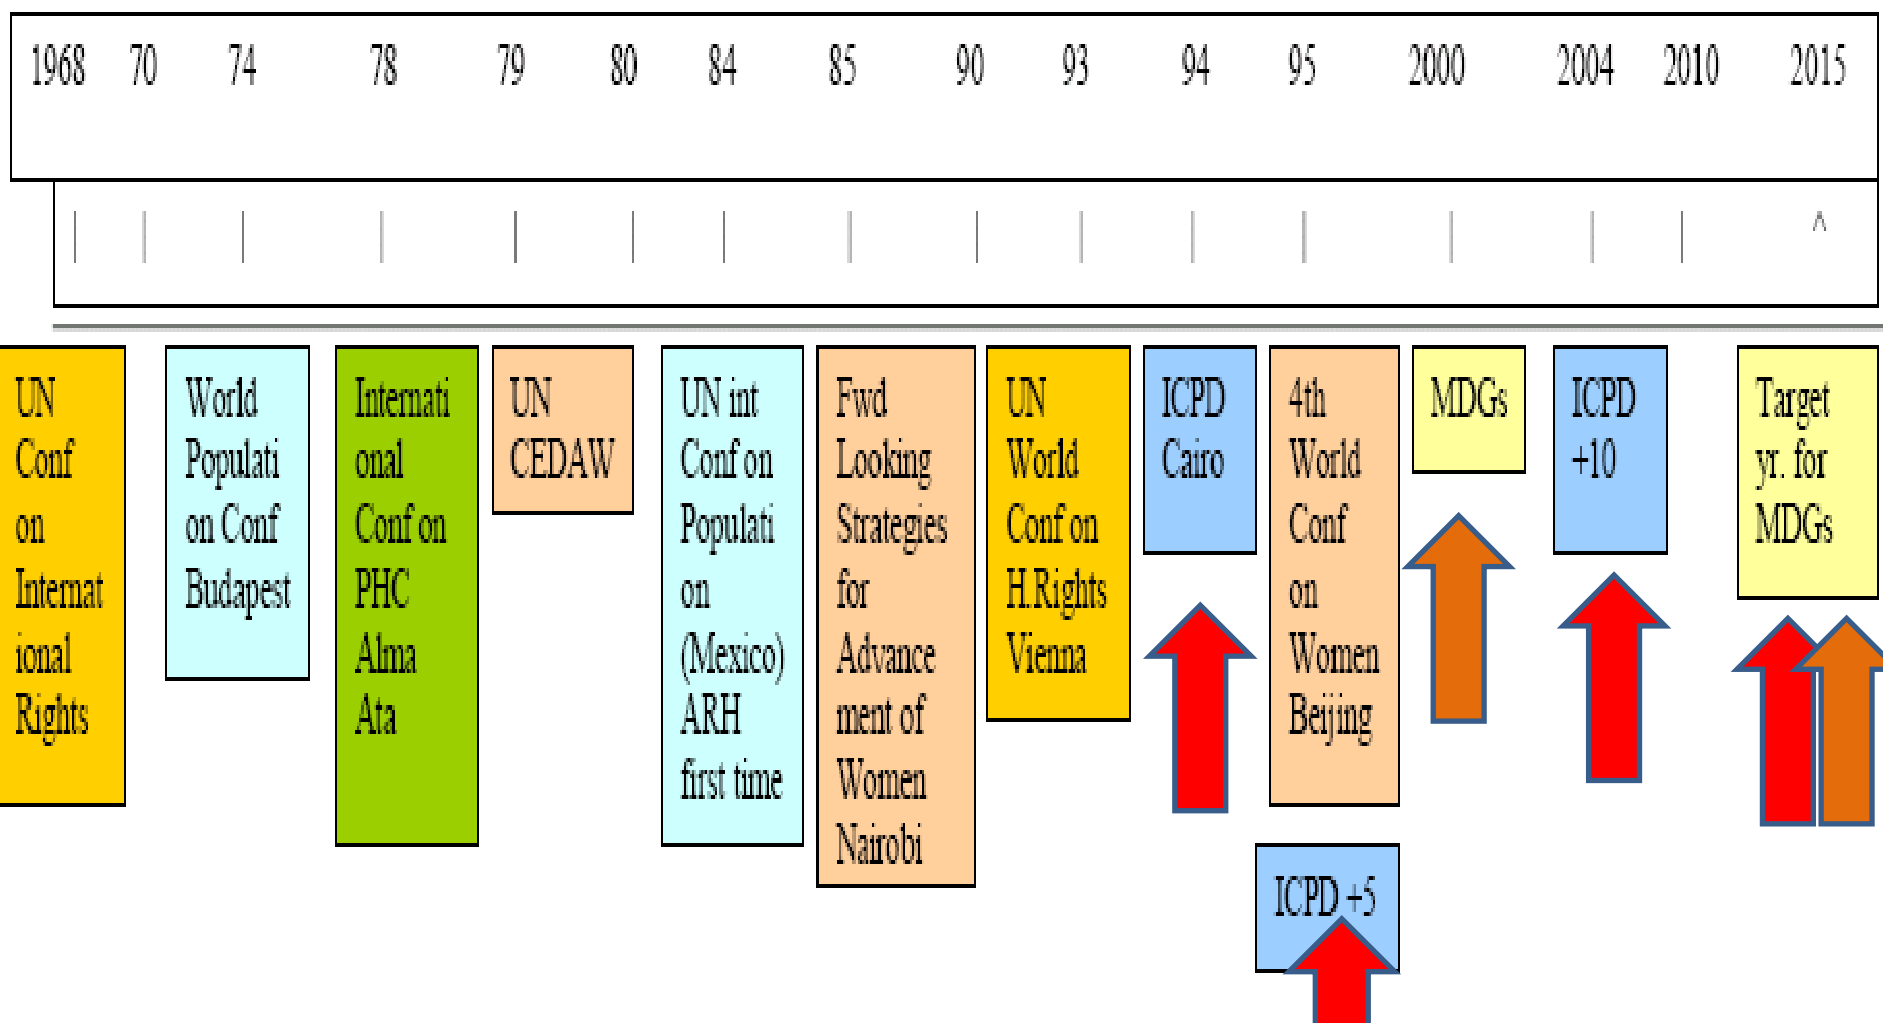 1968 70 74 78 79 80 84 85 90 93 94 95 2000 2004 2010 2015
^
UN
Conf
on
Internat
ional
Rights
World
Populati
on Conf
Budapest
Internati
onal
Conf on
PHC
Alma
Ata
UN
CEDAW
UN int
Conf on
Populati
on
(Mexico)
ARH
first time
Fwd
Looking
Strategies
for
Advance
ment of
Women
Nairobi
UN
World
Conf on
H.Rights
Vienna
ICPD
Cairo
4th
World
Conf
on
Women
Beijing
ICPD +5
MDGs
ICPD
+10
Target
yr. for
MDGs